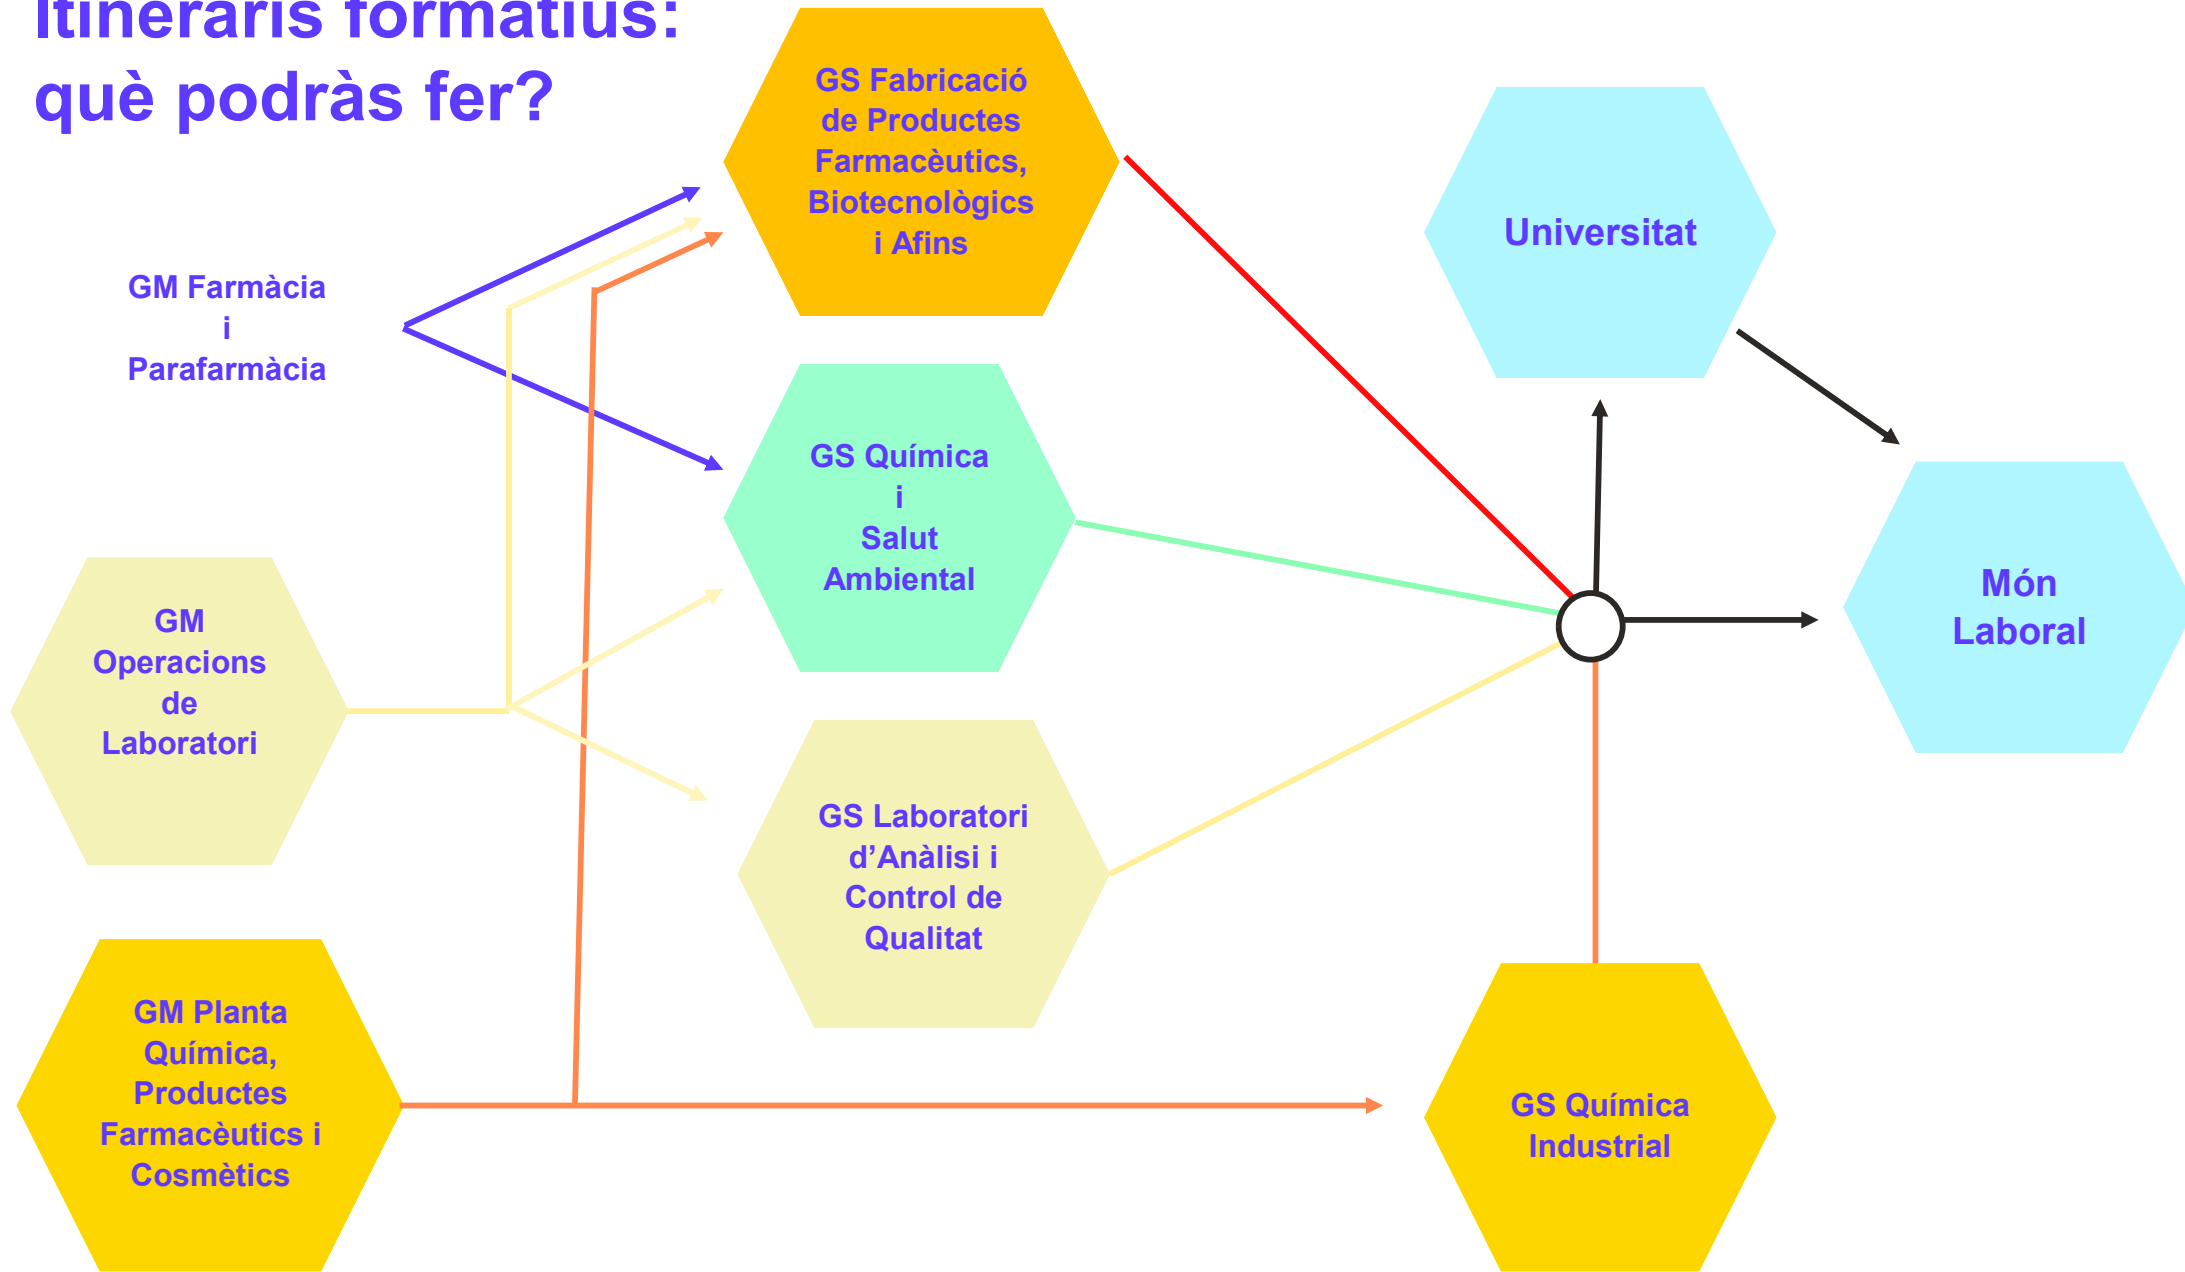 Itineraris formatius:
què podràs fer?
GS Fabricació
de Productes
Farmacèutics,
Biotecnològics
i Afins
Universitat
GM Farmàcia
i
Parafarmàcia
GS Química
i
Salut
Ambiental
GM
Operacions
de
Laboratori
Món
Laboral
GS Laboratori
d’Anàlisi i
Control de
Qualitat
GM Planta
Química,
Productes
Farmacèutics i
Cosmètics
GS Química
Industrial